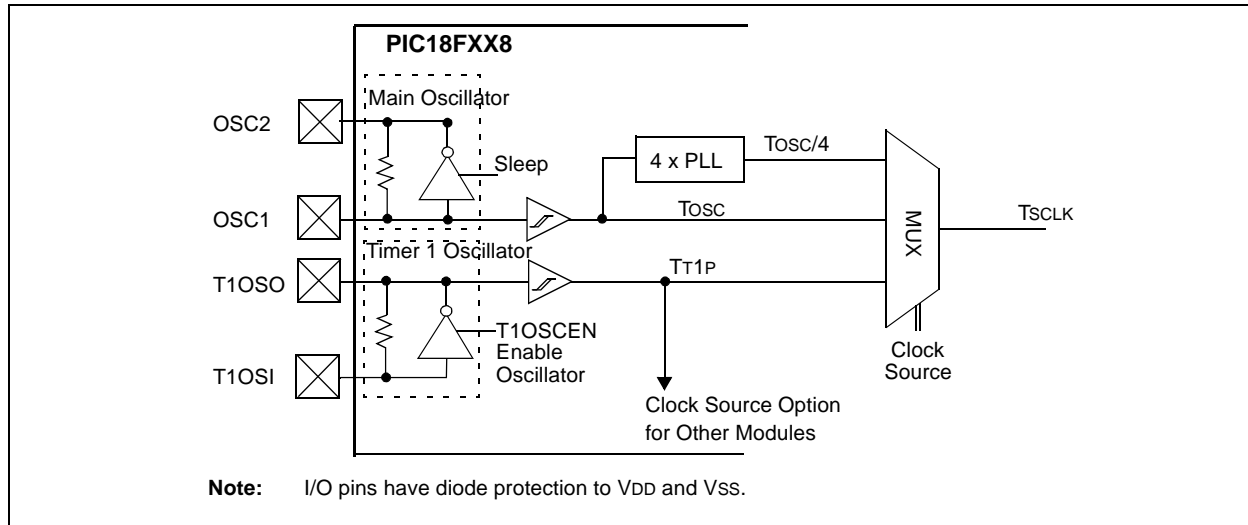 PIC18FXX8
Main Oscillator
OSC2
Sleep
4 x PLL
TOSC/4
OSC1
TOSC
MUX
TSCLK
Timer 1 Oscillator
T1OSO
TT1P
T1OSCEN
Enable
Oscillator
T1OSI
Clock
Source
Clock Source Option
for Other Modules
Note: I/O pins have diode protection to VDD and VSS.